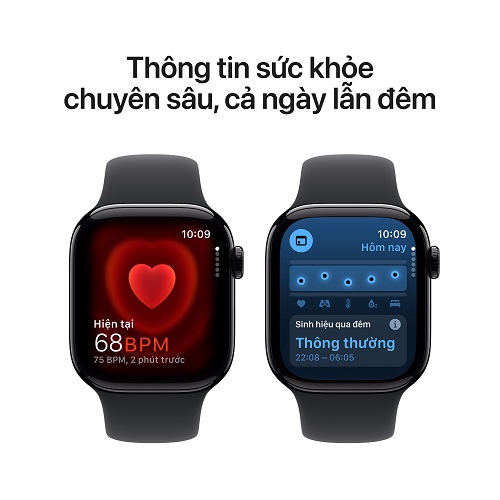 Thông tin sức khỏe
chuyên sâu, cả ngày lẫn đêm
10:09
Hiện tại
68BPM
75 BPM, 2 phút trước
10:09
Hôm nay
Sinh hiệu qua đêm
Thông thường
22:08 – 06:05